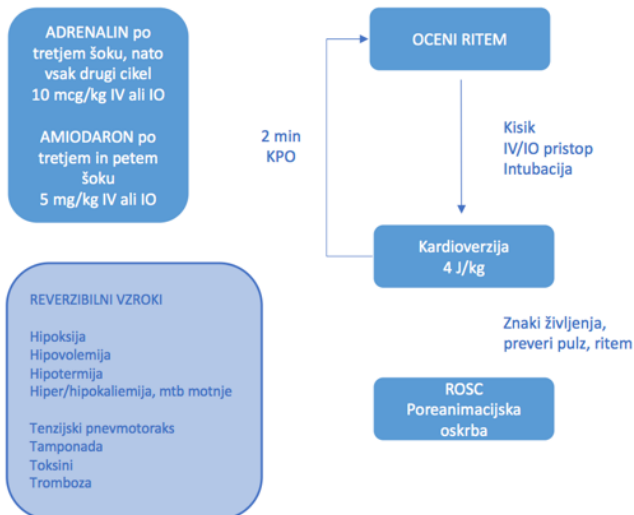 ADRENALIN po
tretjem šoku, nato
vsak drugi cikel
10 mcg/kg IV ali IO
AMIODARON po
tretjem in petem
šoku
5 mg/kg IV ali IO
OCENI RITEM
2 min
KPO
Kisik
IV/IO pristop
Intubacija
Kardioverzija
4 J/kg
REVERZIBILNI VZROKI
Hipoksija
Hipovolemija
Hipotermija
Hiper/hipokaliemija, mtb motnje
Tenzijski pnevmotoraks
Tamponada
Toksini
Tromboza
Znaki življenja,
preveri pulz, ritem
ROSC
Poreanimacijska
oskrba